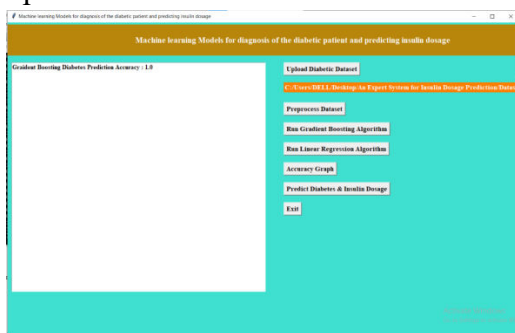 Machine learning Models for diagnosis of the diabetic patient and predicting insulin dosage
Machine learning Models for diagnosis of the diabetic patient and predicting insulin dosage
Graident Boosting Diabetes Prediction Accuracy : 1.0
Upload Diabetic Dataset
C:/Users/DELL/Desktop/An Expert System for Insulin Dosage Prediction/Datas
Preprocess Dataset
Run Gradient Boosting Algorithm
Run Linear Regression Algorithm
Accuracy Graph
Predict Diabetes & Insulin Dosage
Exit